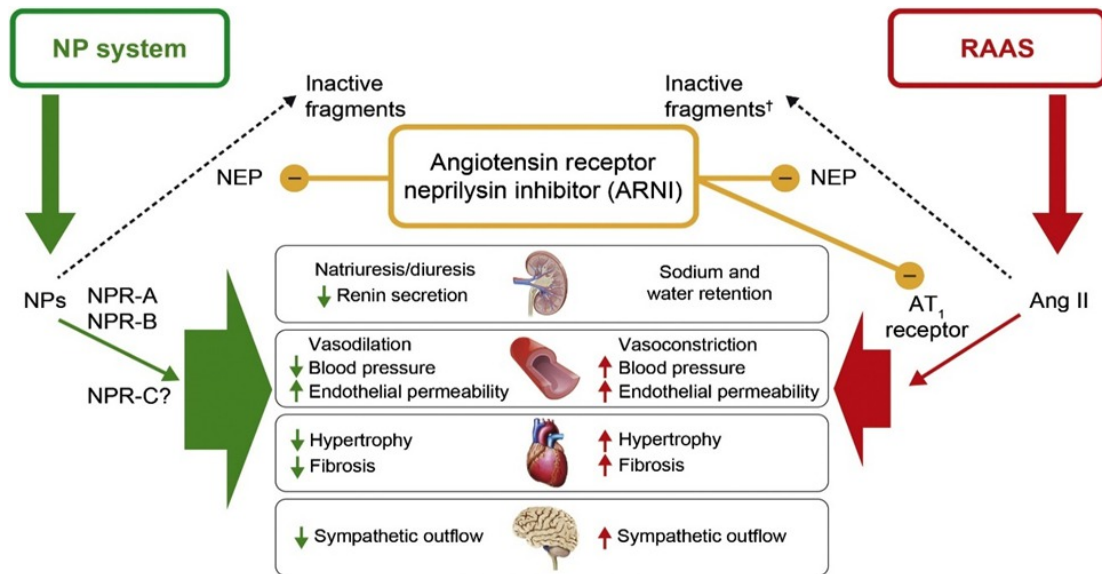 NP system
RAAS
Inactive
fragments
Inactive
fragments†
NEP
−
Angiotensin receptor
neprilysin inhibitor (ARNI)
−
NEP
−
NPs
NPR-A
NPR-B
NPR-C?
AT₁
receptor
Ang II
Natriuresis/diuresis
↓ Renin secretion
Sodium and
water retention
Vasodilation
↓ Blood pressure
↑ Endothelial permeability
Vasoconstriction
↑ Blood pressure
↑ Endothelial permeability
↓ Hypertrophy
↓ Fibrosis
↑ Hypertrophy
↑ Fibrosis
↓ Sympathetic outflow
↑ Sympathetic outflow